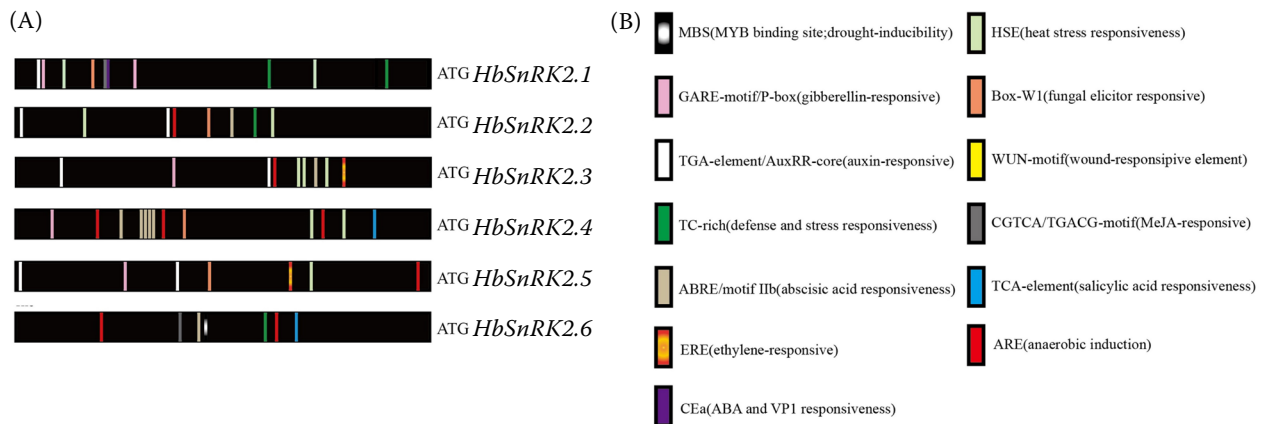 (A)
ATG HbSnRK2.1
ATG HbSnRK2.2
ATG HbSnRK2.3
ATG HbSnRK2.4
ATG HbSnRK2.5
ATG HbSnRK2.6
(B)
MBS(MYB binding site;drought-inducibility)
GARE-motif/P-box(gibberellin-responsive)
TGA-element/AuxRR-core(auxin-responsive)
TC-rich(defense and stress responsiveness)
ABRE/motif IIb(abscisic acid responsiveness)
ERE(ethylene-responsive)
CEa(ABA and VP1 responsiveness)
HSE(heat stress responsiveness)
Box-W1(fungal elicitor responsive)
WUN-motif(wound-responsipive element)
CGTCA/TGACG-motif(MeJA-responsive)
TCA-element(salicylic acid responsiveness)
ARE(anaerobic induction)